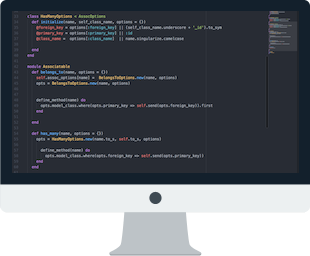 class HasManyOptions < AssocOptions
def initialize(name, self_class_name, options = {})
@foreign_key = options[:foreign_key] || (self_class_name.underscore + '_id').to_sym
@primary_key = options[:primary_key] || :id
@class_name = options[:class_name] || name.singularize.camelcase
end
end
module Associatable
def belongs_to(name, options = {})
self.assoc_options[name] = BelongsToOptions.new(name, options)
opts = BelongsToOptions.new(name, options)
define_method(name) do
opts.model_class.where(opts.primary_key => self.send(opts.foreign_key)).first
end
end
def has_many(name, options = {})
opts = HasManyOptions.new(name.to_s, self.to_s, options)
define_method(name) do
opts.model_class.where(opts.foreign_key => self.send(opts.primary_key))
end
end